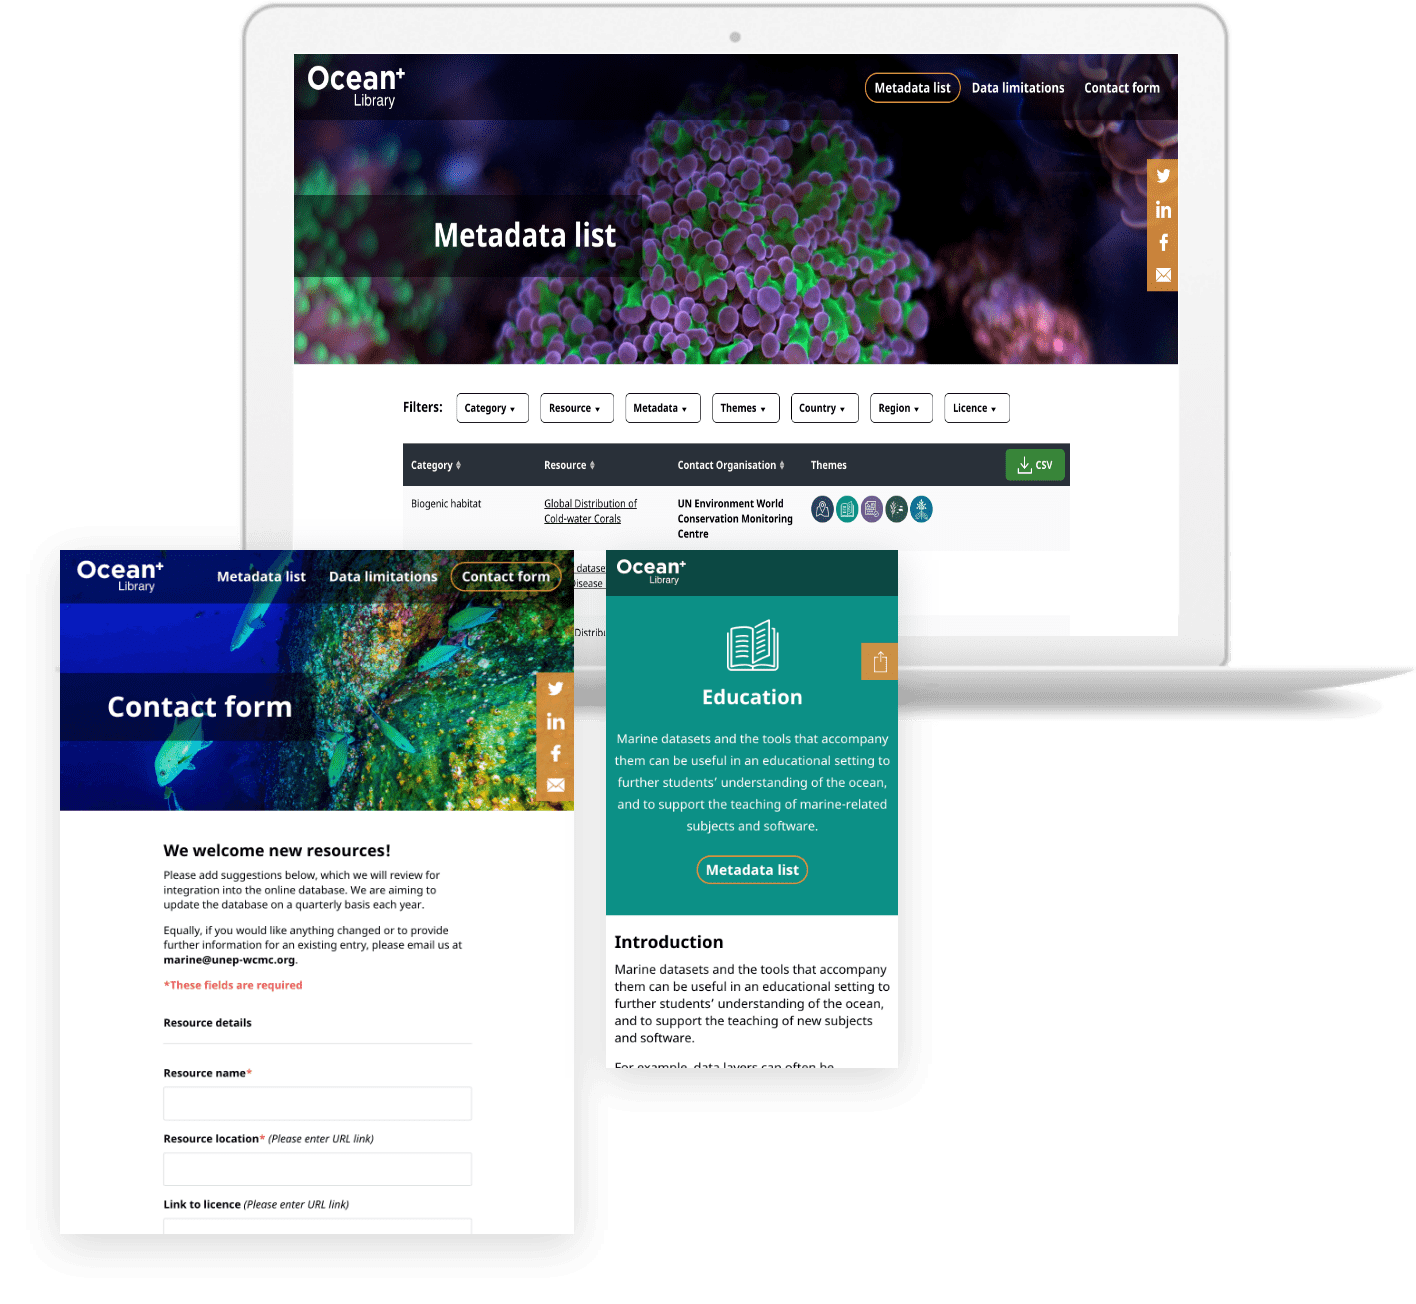 Ocean+
Library
Metadata list
Data limitations
Contact form
Metadata list
Filters:
Category
Resource
Metadata
Themes
Country
Region
Licence
Category
Resource
Contact Organisation
Themes
CSV
Biogenic habitat
Global Distribution of
Cold-water Corals
UN Environment World
Conservation Monitoring
Centre
Disease
Ocean+
Library
Metadata list
Data limitations
Contact form
Contact form
We welcome new resources!
Please add suggestions below, which we will review for
integration into the online database. We are aiming to
update the database on a quarterly basis each year.
Equally, if you would like anything changed or to provide
further information for an existing entry, please email us at
marine@unep-wcmc.org.
*These fields are required
Resource details
Resource name*
Resource location* (Please enter URL link)
Link to licence (Please enter URL link)
Ocean+
Library
Education
Marine datasets and the tools that accompany
them can be useful in an educational setting to
further students’ understanding of the ocean,
and to support the teaching of marine-related
subjects and software.
Metadata list
Introduction
Marine datasets and the tools that accompany
them can be useful in an educational setting to
further students’ understanding of the ocean,
and to support the teaching of new subjects
and software.
For example, data layers can often be